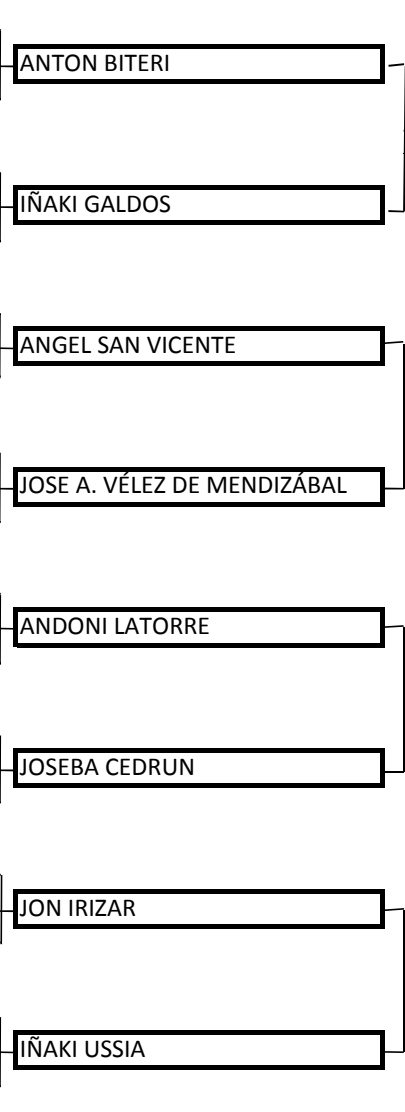 ANTON BITERI
IÑAKI GALDOS
ANGEL SAN VICENTE
JOSE A. VÉLEZ DE MENDIZÁBAL
ANDONI LATORRE
JOSEBA CEDRUN
JON IRIZAR
IÑAKI USSIA